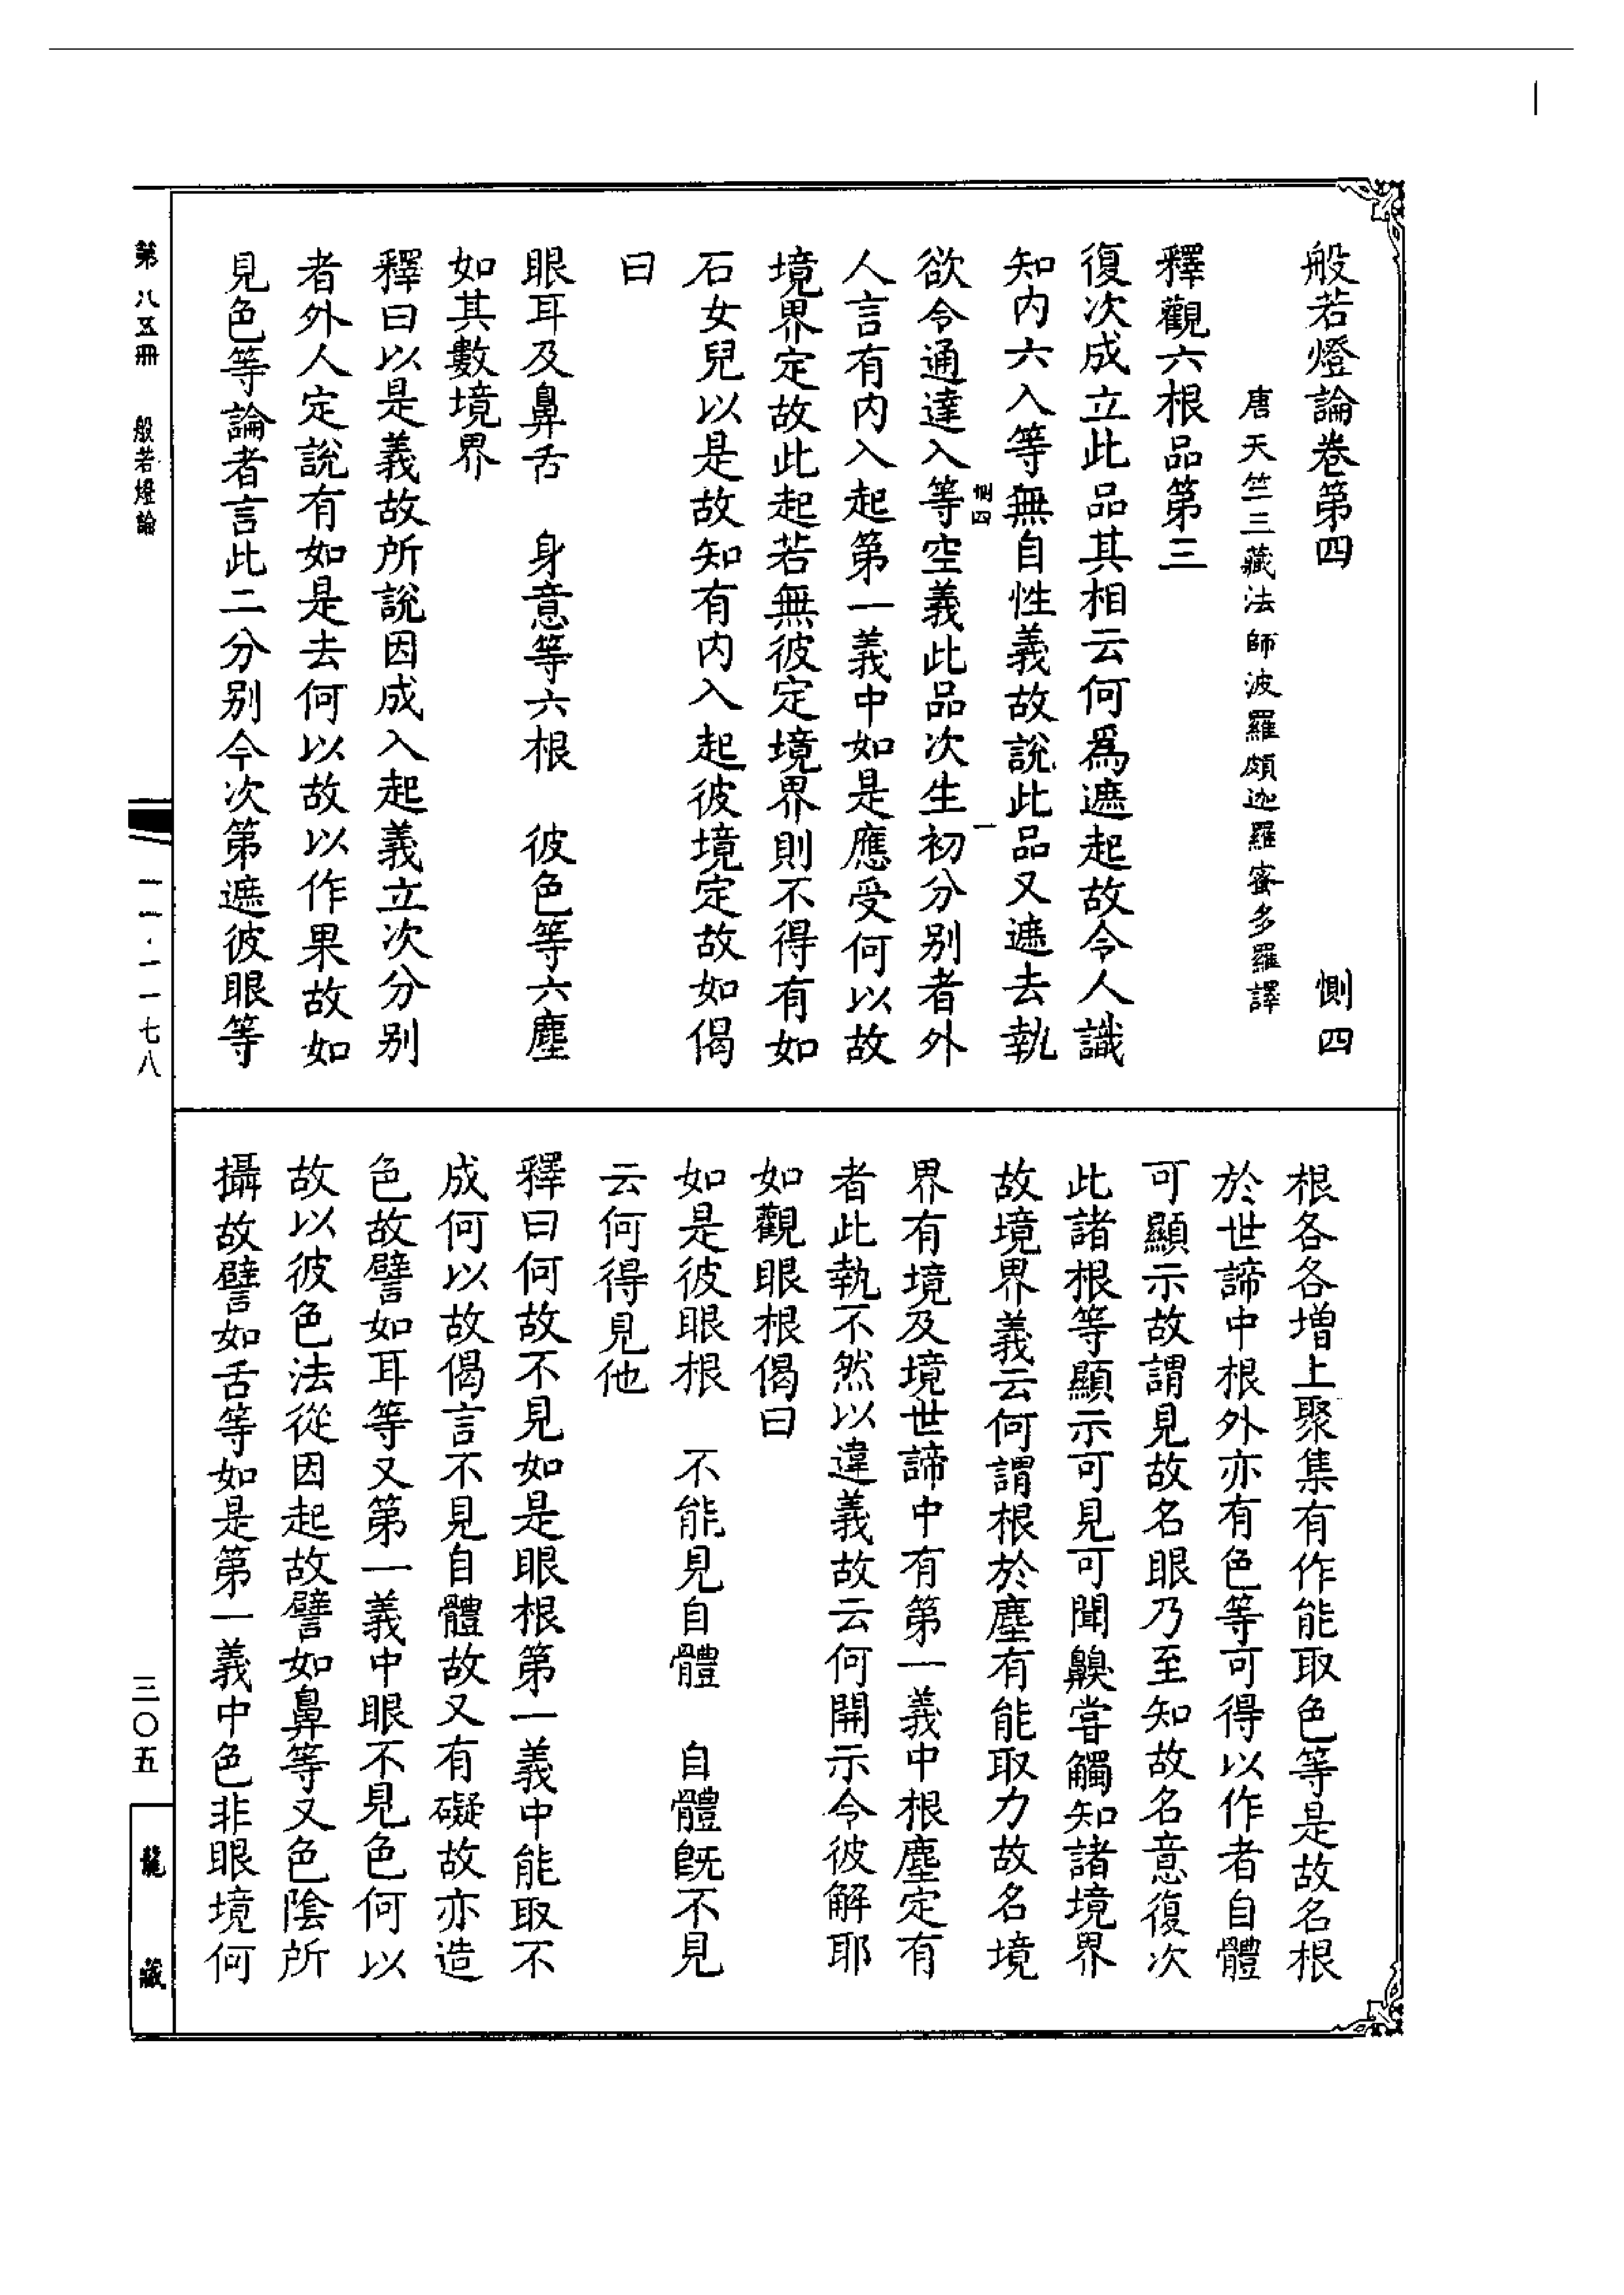 般若燈論卷第四　惻四
唐天竺三藏法師波羅頗迦羅蜜多羅譯
釋觀六根品第三
復次成立此品其相云何爲遮起故令人識
知内六入等無自性義故說此品又遮去執
惻四　一
欲令通達入等空義此品次生初分别者外
人言有内入起第一義中如是應受何以故
境界定故此起若無彼定境界則不得有如
石女兒以是故知有内入起彼境定故如偈
曰
眼耳及鼻舌　身意等六根　彼色等六塵
如其數境界
釋曰以是義故所說因成入起義立次分别
者外人定說有如是去何以故以作果故如
見色等論者言此二分别今次第遮彼眼等
根各各增上聚集有作能取色等是故名根
於世諦中根外亦有色等可得以作者自體
可顯示故謂見故名眼乃至知故名意復次
此諸根等顯示可見可聞齅甞觸知諸境界
故境界義云何謂根於塵有能取力故名境
界有境及境世諦中有第一義中根塵定有
者此執不然以違義故云何開示令彼解耶
如觀眼根偈曰
如是彼眼根　不能見自體　自體旣不見
云何得見他
釋曰何故不見如是眼根第一義中能取不
成何以故偈言不見自體故又有礙故亦造
色故譬如耳等又第一義中眼不見色何以
故以彼色法從因起故譬如鼻等又色陰所
攝故譬如舌等如是第一義中色非眼境何
第八五冊　般若燈論
一一·一一七八
三〇五
龍藏